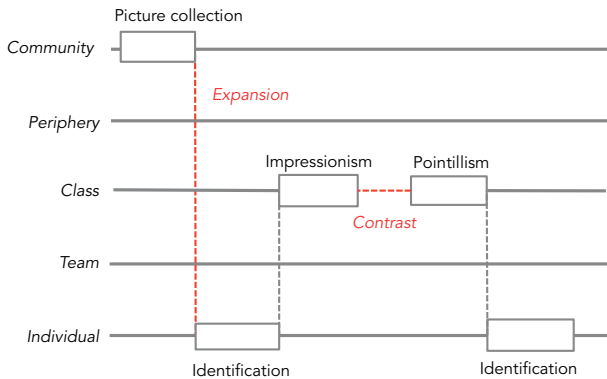 Picture collection
Community
Expansion
Periphery
Impressionism
Pointillism
Class
Contrast
Team
Individual
Identification
Identification